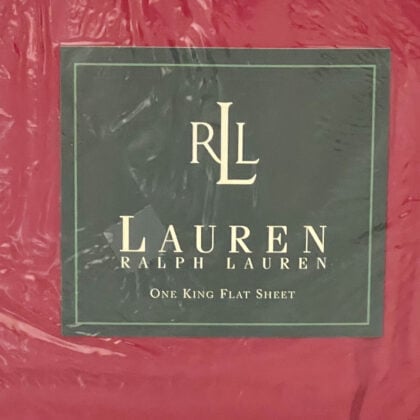 RLL
LAUREN
RALPH LAUREN
ONE KING FLAT SHEET